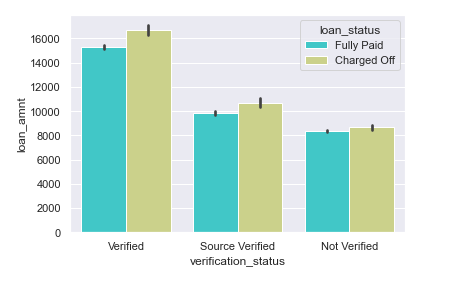 loan_status
Fully Paid
Charged Off
loan_amnt
16000
14000
12000
10000
8000
6000
4000
2000
0
Verified
Source Verified
Not Verified
verification_status